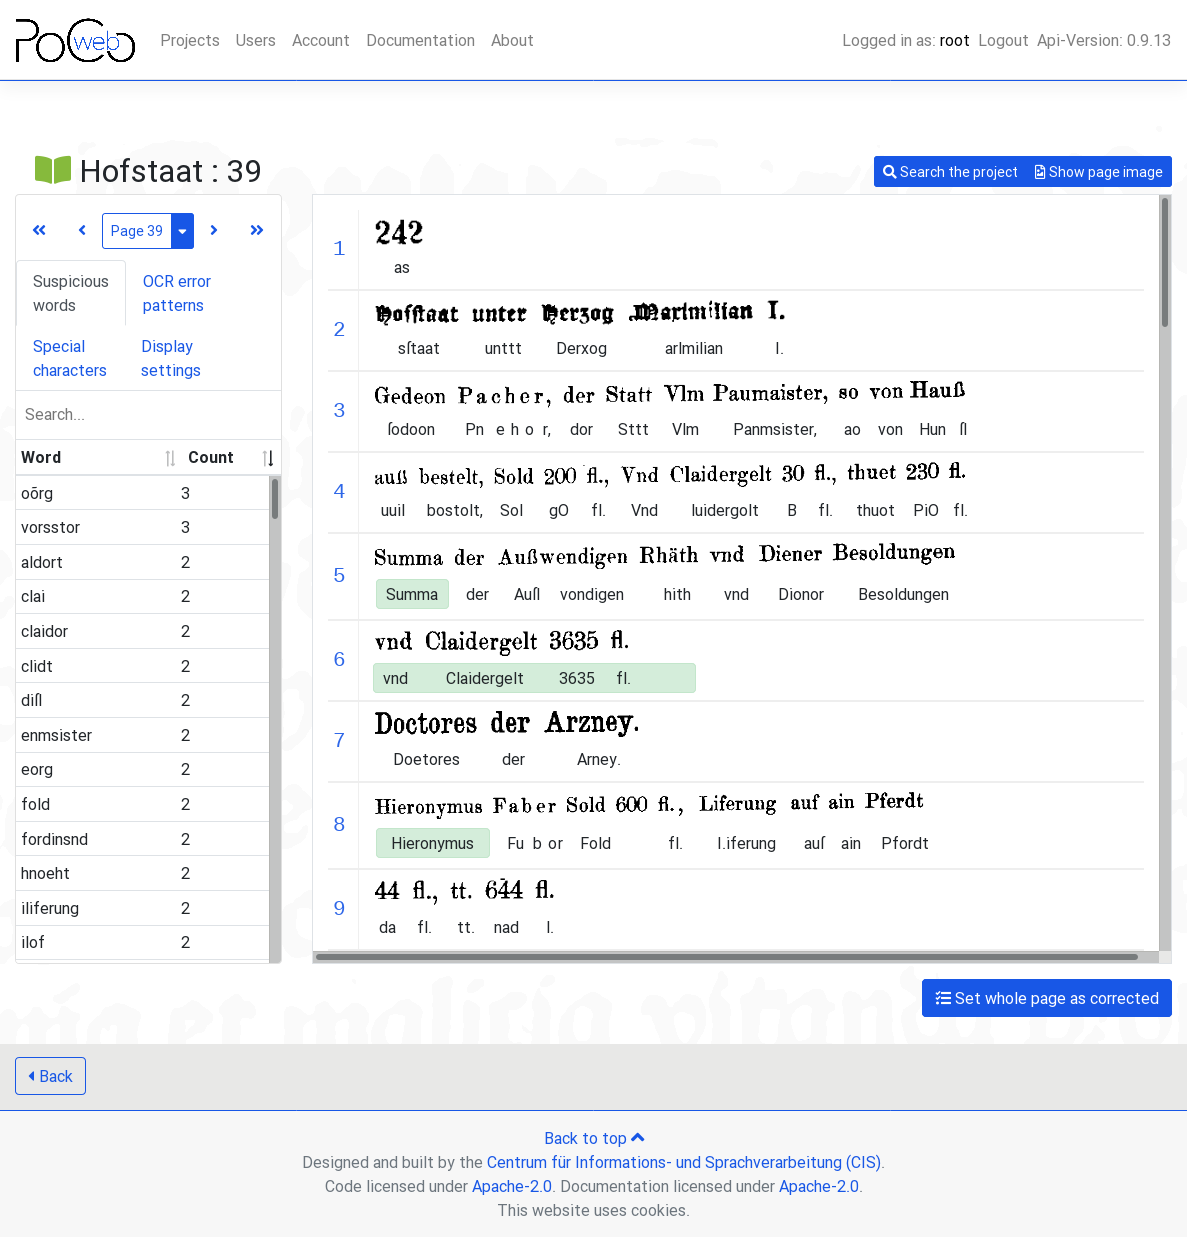 PoCoweb Projects Users Account Documentation About Logged in as: root Logout Api-Version: 0.9.13
Hofstaat : 39
Search the project Show page image
Page 39
Suspicious words
OCR error patterns
Special characters
Display settings
Search...
Word Count
oõrg 3
vorsstor 3
aldort 2
clai 2
claidor 2
clidt 2
diſl 2
enmsister 2
eorg 2
fold 2
fordinsnd 2
hnoeht 2
iliferung 2
ilof 2
1
242
as
2
Hofſtaat unter Herzog Maximilian I.
sſtaat unttt Derxog arlmilian I.
3
Gedeon Pacher, der Statt Vlm Paumaister, so von Hauß
ſodoon Pn e h o r, dor Sttt Vlm Panmsister, ao von Hun ſl
4
auß bestelt, Sold 200 fl., Vnd Claidergelt 30 fl., thuet 230 fl.
uuil bostolt, Sol gO fl. Vnd luidergolt B fl. thuot PiO fl.
5
Summa der Außwendigen Rhäth vnd Diener Besoldungen
Summa der Auſl vondigen hith vnd Dionor Besoldungen
6
vnd Claidergelt 3635 fl.
vnd Claidergelt 3635 fl.
7
Doctores der Arzney.
Doetores der Arney.
8
Hieronymus Faber Sold 600 fl., Liferung auf ain Pferdt
Hieronymus Fu b or Fold fl. I.iferung auſ ain Pfordt
9
44 fl., tt. 644 fl.
da fl. tt. nad l.
Set whole page as corrected
Back
Back to top
Designed and built by the Centrum für Informations- und Sprachverarbeitung (CIS).
Code licensed under Apache-2.0. Documentation licensed under Apache-2.0.
This website uses cookies.